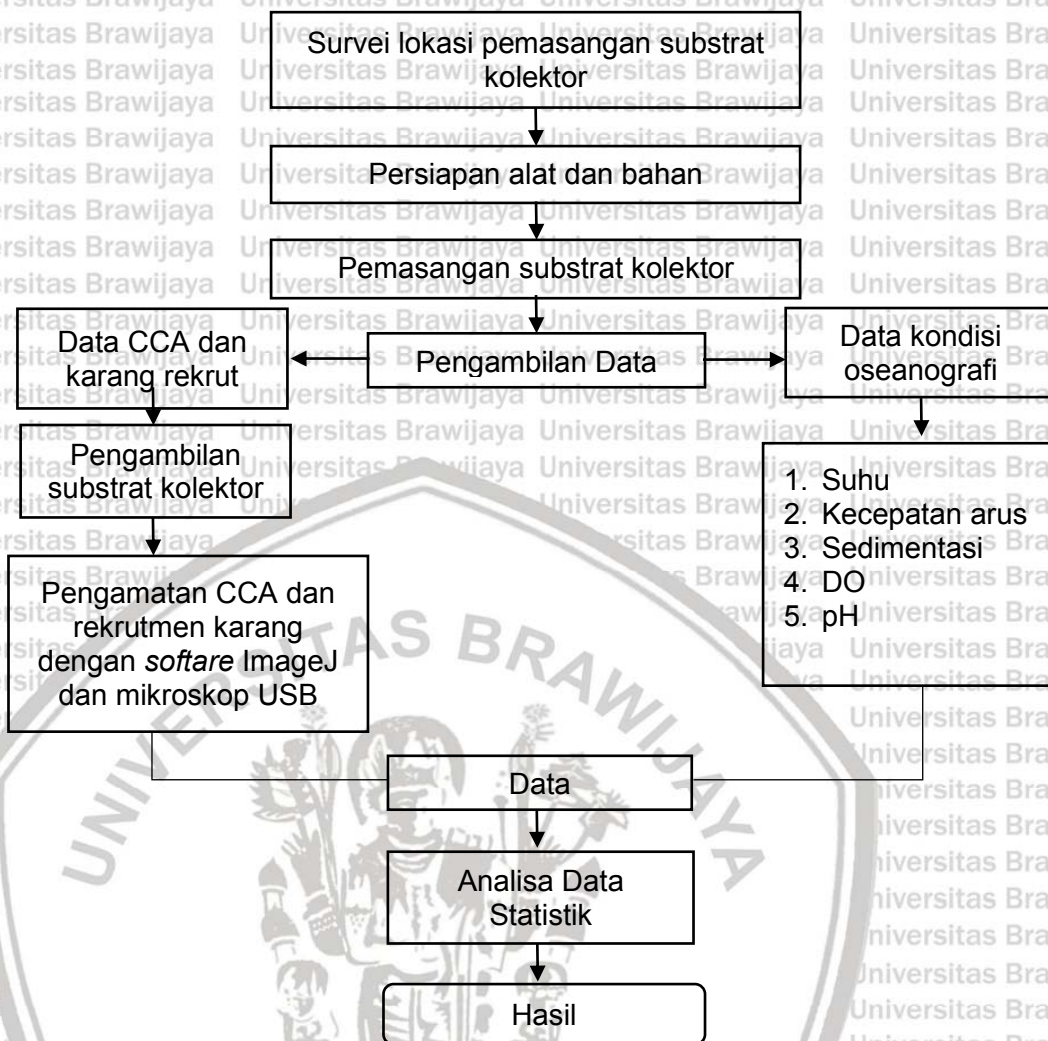 Survei lokasi pemasangan substrat
kolektor
Persiapan alat dan bahan
Pemasangan substrat kolektor
Pengambilan Data
Data CCA dan
karang rekrut
Pengambilan
substrat kolektor
Pengamatan CCA dan
rekrutmen karang
dengan softare ImageJ
dan mikroskop USB
Data kondisi
oseanografi
1. Suhu
2. Kecepatan arus
3. Sedimentasi
4. DO
5. pH
Data
Analisa Data
Statistik
Hasil
UNIVERSITAS BRAWIJAYA